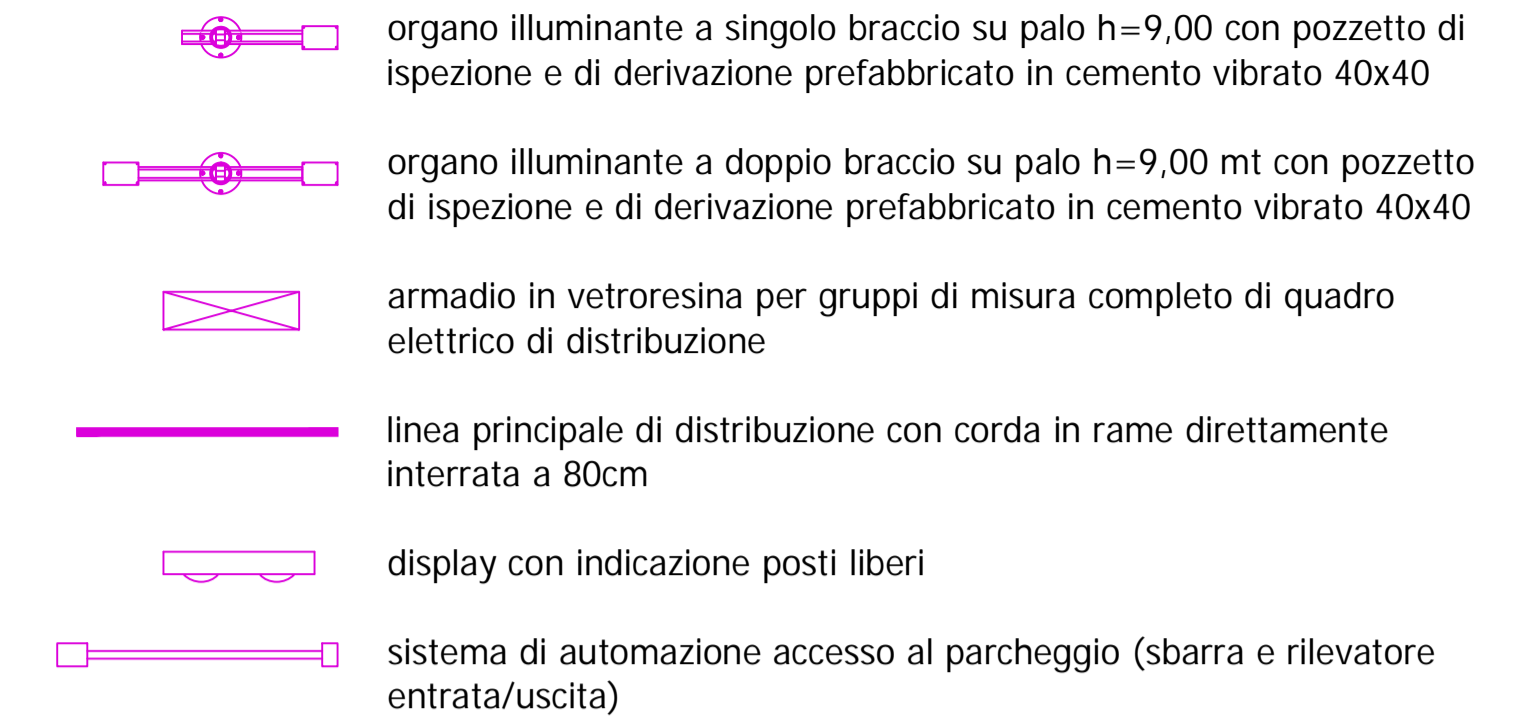 organo illuminante a singolo braccio su palo h=9,00 con pozzetto di
ispezione e di derivazione prefabbricato in cemento vibrato 40x40
organo illuminante a doppio braccio su palo h=9,00 mt con pozzetto
di ispezione e di derivazione prefabbricato in cemento vibrato 40x40
armadio in vetroresina per gruppi di misura completo di quadro
elettrico di distribuzione
linea principale di distribuzione con corda in rame direttamente
interrata a 80cm
display con indicazione posti liberi
sistema di automazione accesso al parcheggio (sbarra e rilevatore
entrata/uscita)